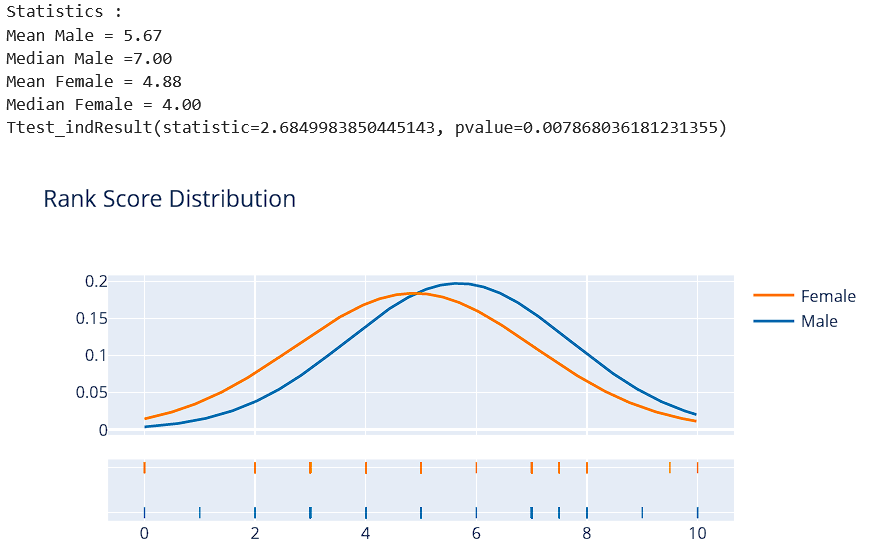 Statistics :
Mean Male = 5.67
Median Male =7.00
Mean Female = 4.88
Median Female = 4.00
Ttest_indResult(statistic=2.6849983850445143, pvalue=0.007868036181231355)
Rank Score Distribution
0.2
0.15
0.1
0.05
0
Female
Male
0 2 4 6 8 10